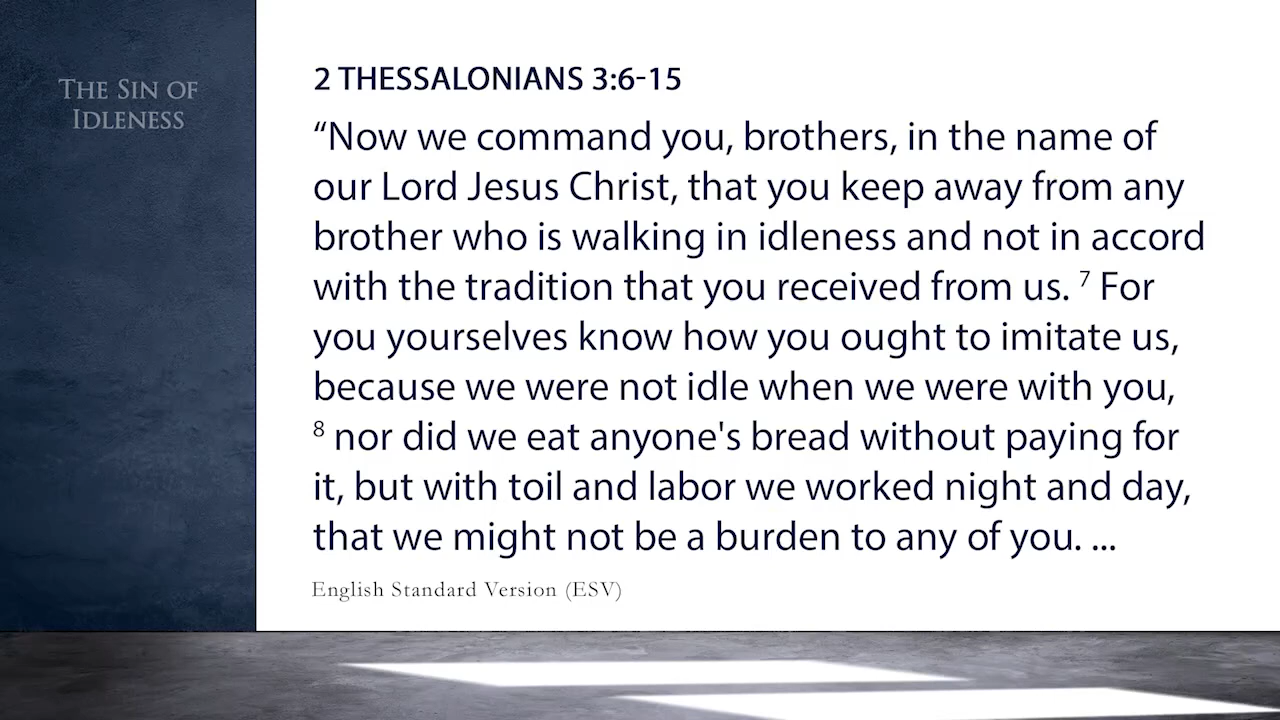 THE SIN OF
IDLENESS
2 THESSALONIANS 3:6-15
“Now we command you, brothers, in the name of
our Lord Jesus Christ, that you keep away from any
brother who is walking in idleness and not in accord
with the tradition that you received from us. 7 For
you yourselves know how you ought to imitate us,
because we were not idle when we were with you,
8 nor did we eat anyone's bread without paying for
it, but with toil and labor we worked night and day,
that we might not be a burden to any of you. ...
English Standard Version (ESV)